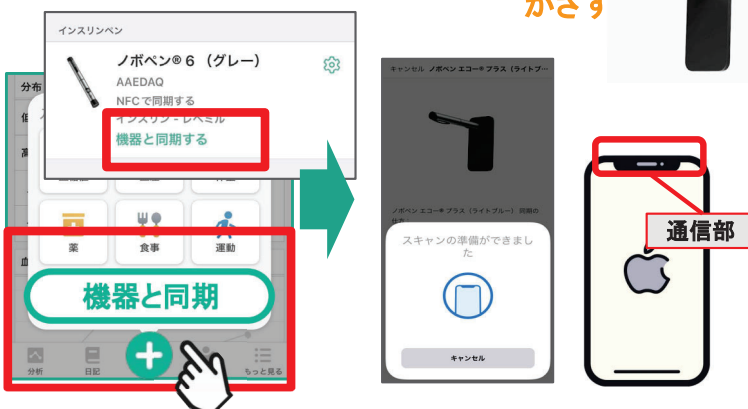 かざす
インスリンペン
ノボペン® 6 （グレー）
AAEDAQ
NFCで同期する
インスリン - レベミル
機器と同期する
分布
薬
食事
運動
機器と同期
分析
日記
もっと見る
キャンセル ノボペン エコー® プラス（ライトブ…
ノボペン エコー® プラス（ライトブルー） 同期の
スキャンの準備ができまし
た
キャンセル
通信部